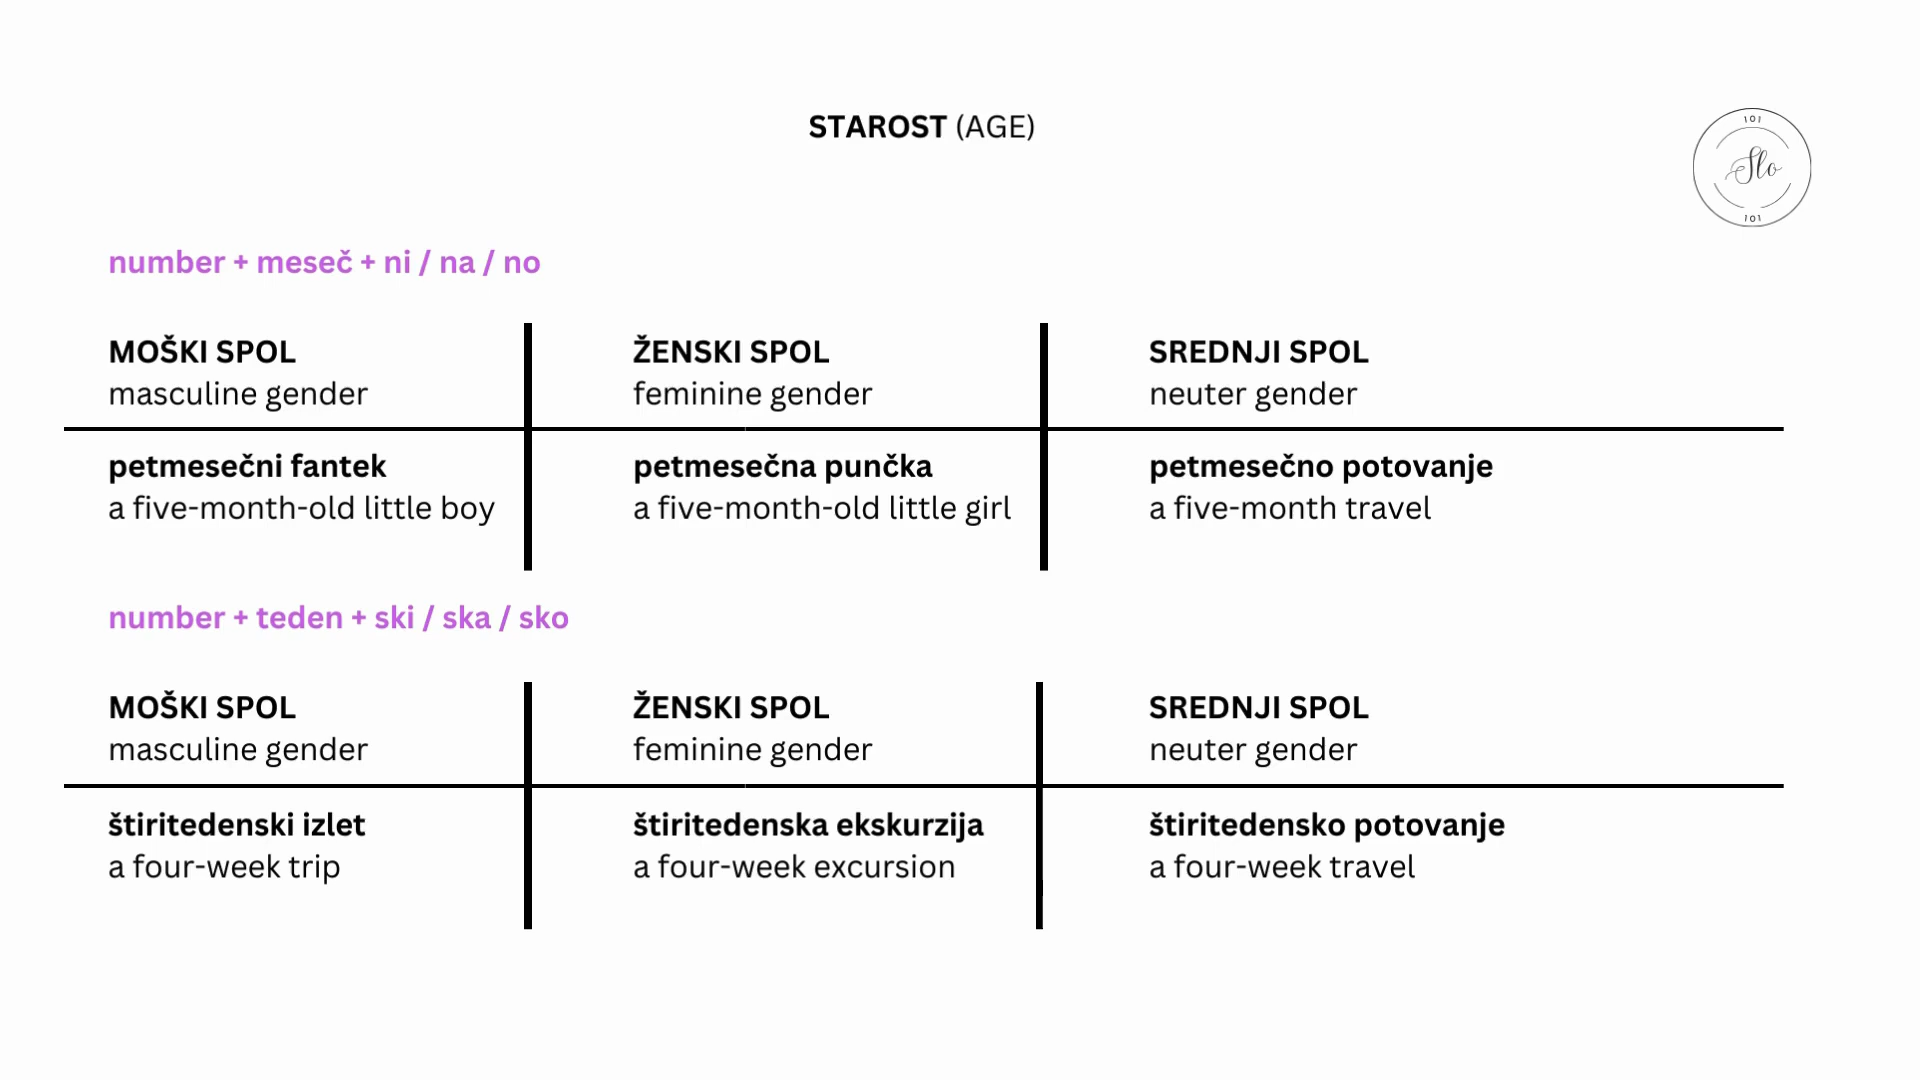 STAROST (AGE)
101
Slo
101
number + meseč + ni / na / no
MOŠKI SPOL
masculine gender
ŽENSKI SPOL
feminine gender
SREDNJI SPOL
neuter gender
petmesečni fantek
a five-month-old little boy
petmesečna punčka
a five-month-old little girl
petmesečno potovanje
a five-month travel
number + teden + ski / ska / sko
MOŠKI SPOL
masculine gender
ŽENSKI SPOL
feminine gender
SREDNJI SPOL
neuter gender
štiritedenski izlet
a four-week trip
štiritedenska ekskurzija
a four-week excursion
štiritedensko potovanje
a four-week travel